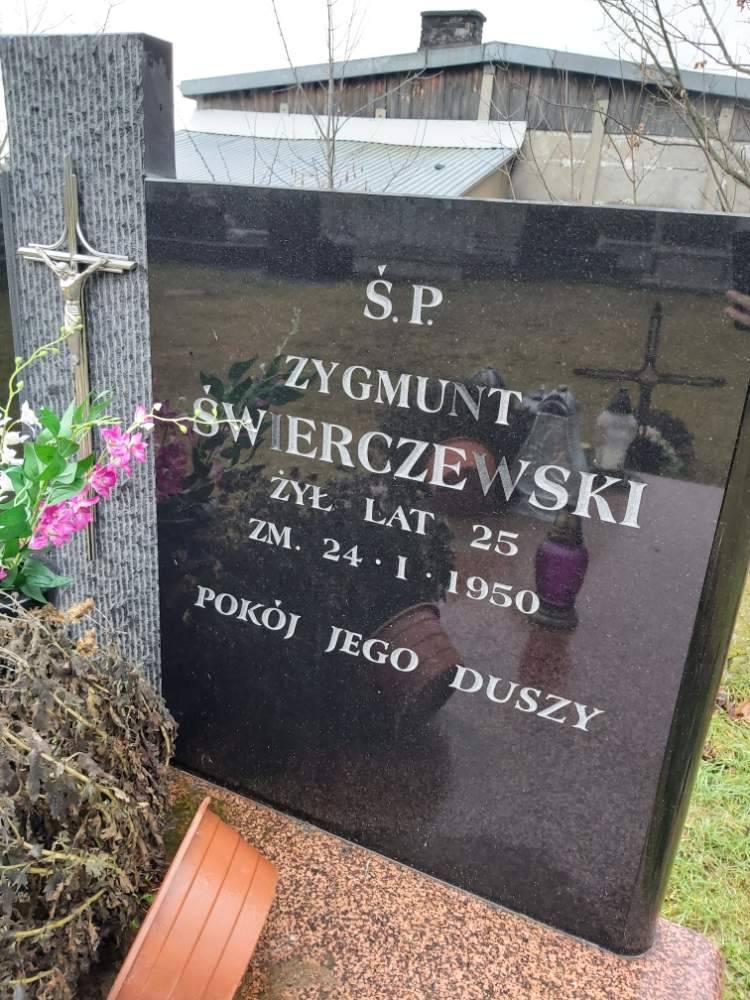 Ś.P.
ZYGMUNT
ŚWIERCZEWSKI
ŻYŁ LAT 25
ZM. 24 · I · 1950
POKÓJ JEGO DUSZY